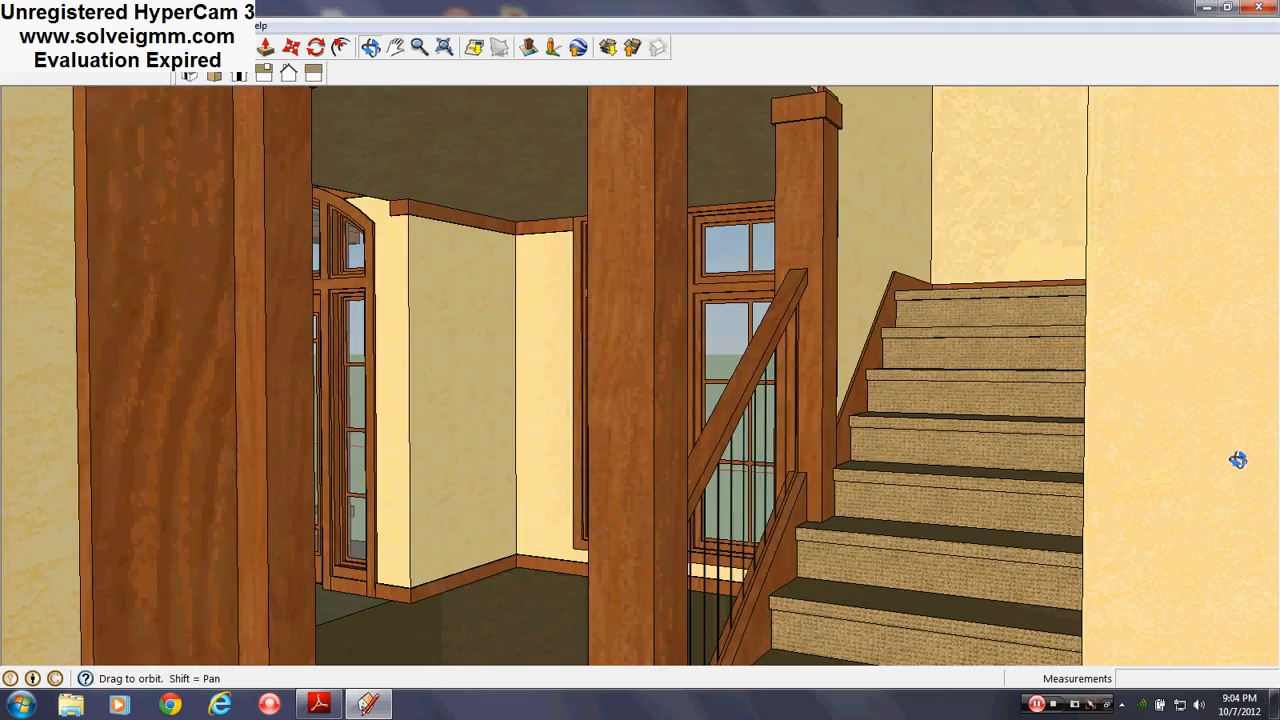 Unregistered HyperCam 3
www.solveigmm.com
Evaluation Expired
elp
Drag to orbit. Shift = Pan
Measurements
9:04 PM
10/7/2012